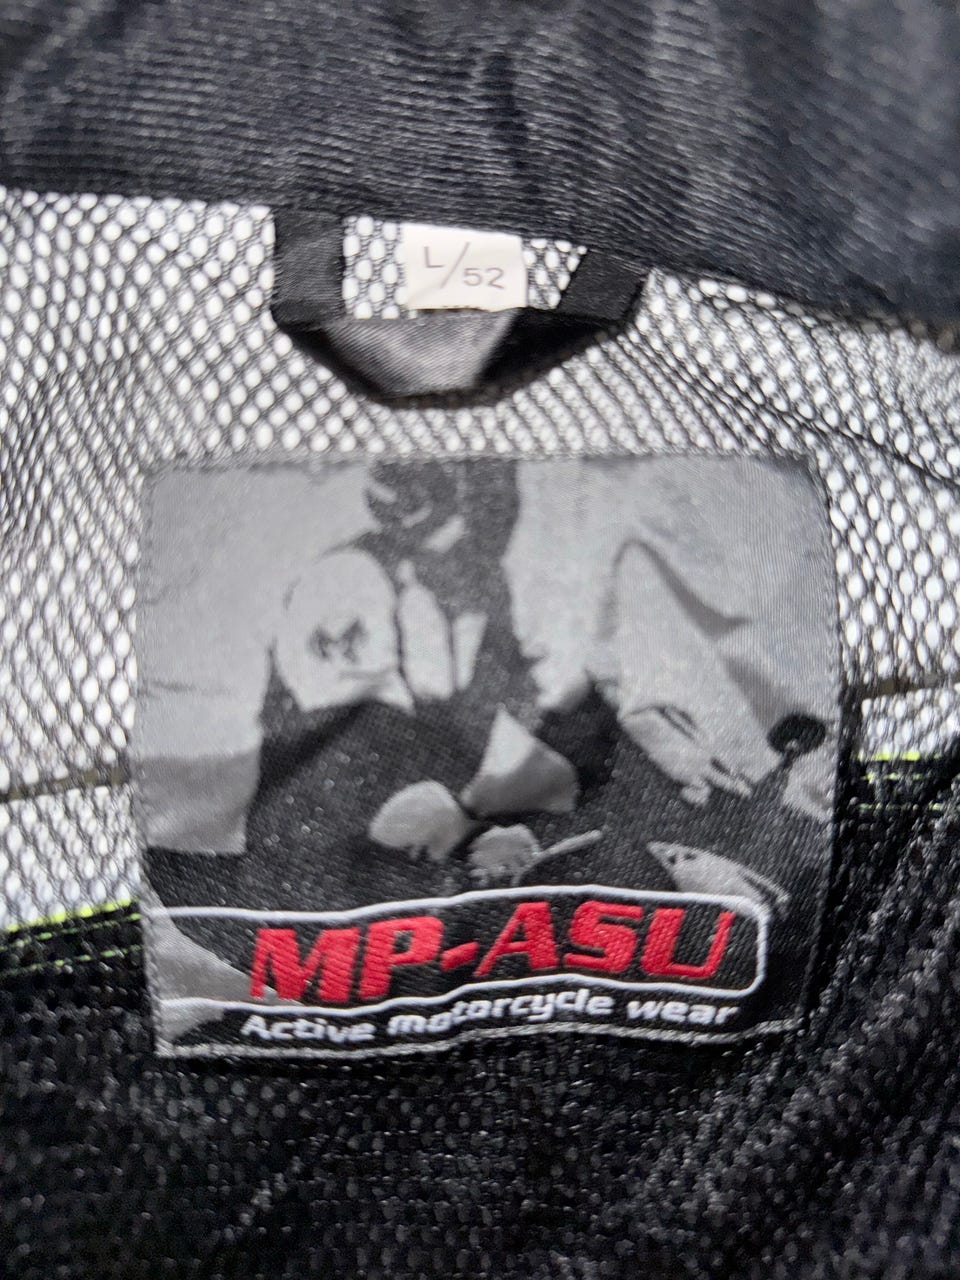 L/52
MP-ASU
Active motorcycle wear